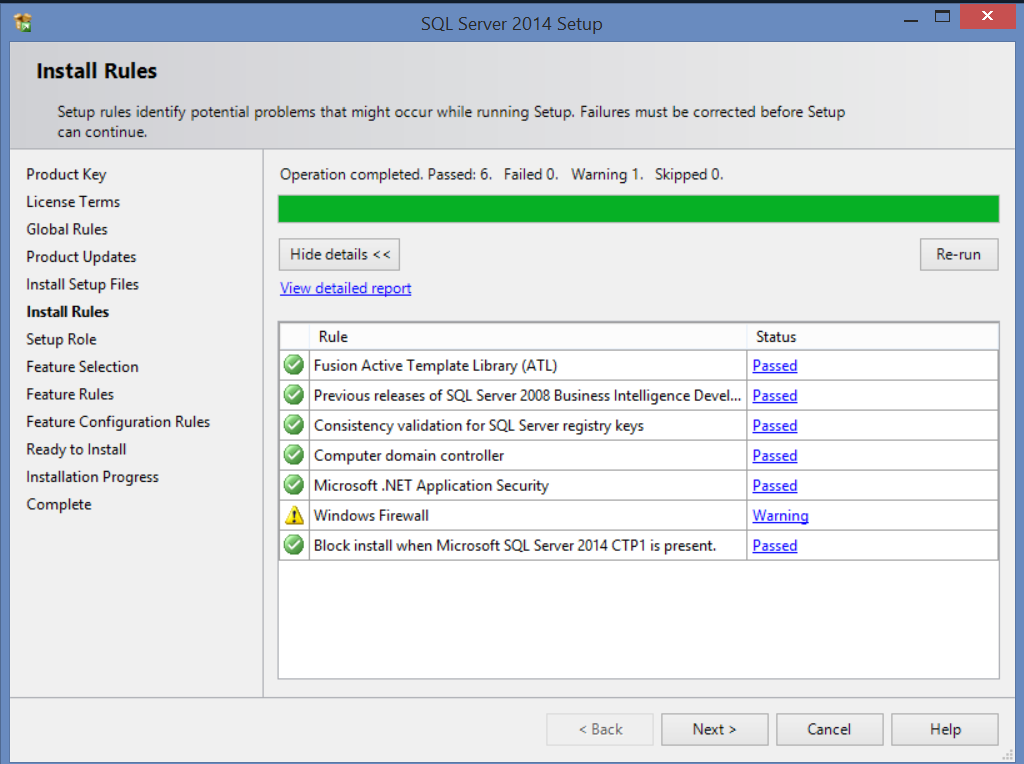 SQL Server 2014 Setup
Install Rules
Setup rules identify potential problems that might occur while running Setup. Failures must be corrected before Setup
can continue.
Product Key
License Terms
Global Rules
Product Updates
Install Setup Files
Install Rules
Setup Role
Feature Selection
Feature Rules
Feature Configuration Rules
Ready to Install
Installation Progress
Complete
Operation completed. Passed: 6. Failed 0. Warning 1. Skipped 0.
Hide details << Re-run
View detailed report
Rule Status
Fusion Active Template Library (ATL) Passed
Previous releases of SQL Server 2008 Business Intelligence Devel... Passed
Consistency validation for SQL Server registry keys Passed
Computer domain controller Passed
Microsoft .NET Application Security Passed
Windows Firewall Warning
Block install when Microsoft SQL Server 2014 CTP1 is present. Passed
< Back Next > Cancel Help